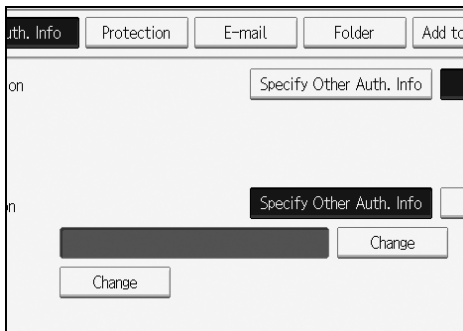 uth. Info Protection E-mail Folder Add to
on Specify Other Auth. Info
n Specify Other Auth. Info
Change
Change